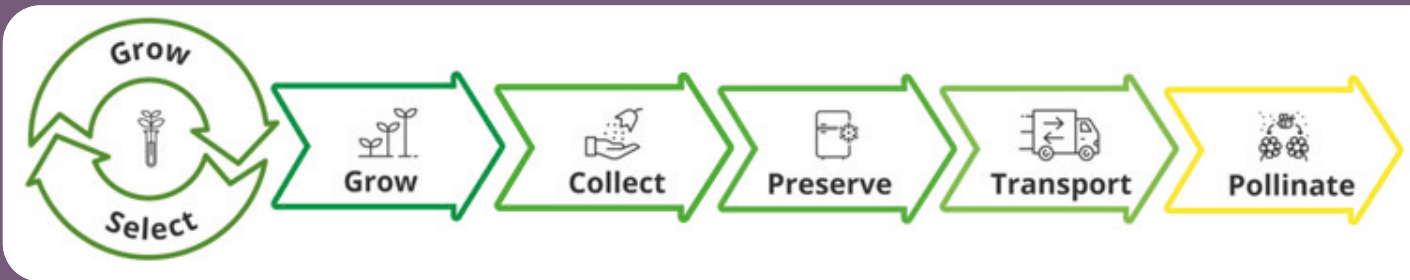 Grow
Select
Grow
Collect
Preserve
Transport
Pollinate